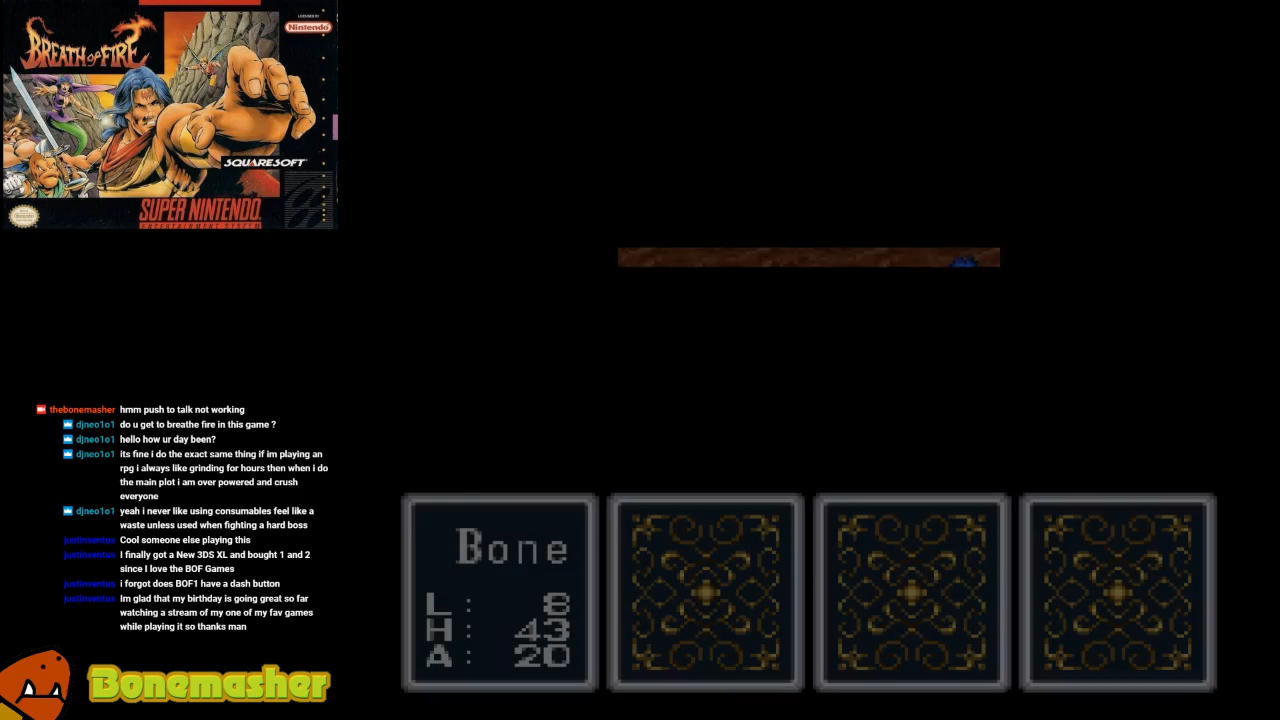 LICENSED BY
Nintendo
BREATH of FIRE
SQUARESOFT
SUPER NINTENDO
ENTERTAINMENT SYSTEM
thebonemasher hmm push to talk not working
djneo1o1 do u get to breathe fire in this game ?
djneo1o1 hello how ur day been?
djneo1o1 its fine i do the exact same thing if im playing an
rpg i always like grinding for hours then when i do
the main plot i am over powered and crush
everyone
djneo1o1 yeah i never like using consumables feel like a
waste unless used when fighting a hard boss
justinventus Cool someone else playing this
justinventus I finally got a New 3DS XL and bought 1 and 2
since I love the BOF Games
justinventus i forgot does BOF1 have a dash button
justinventus Im glad that my birthday is going great so far
watching a stream of my one of my fav games
while playing it so thanks man
Bonemasher
Bone
L: 6
H: 43
A: 20